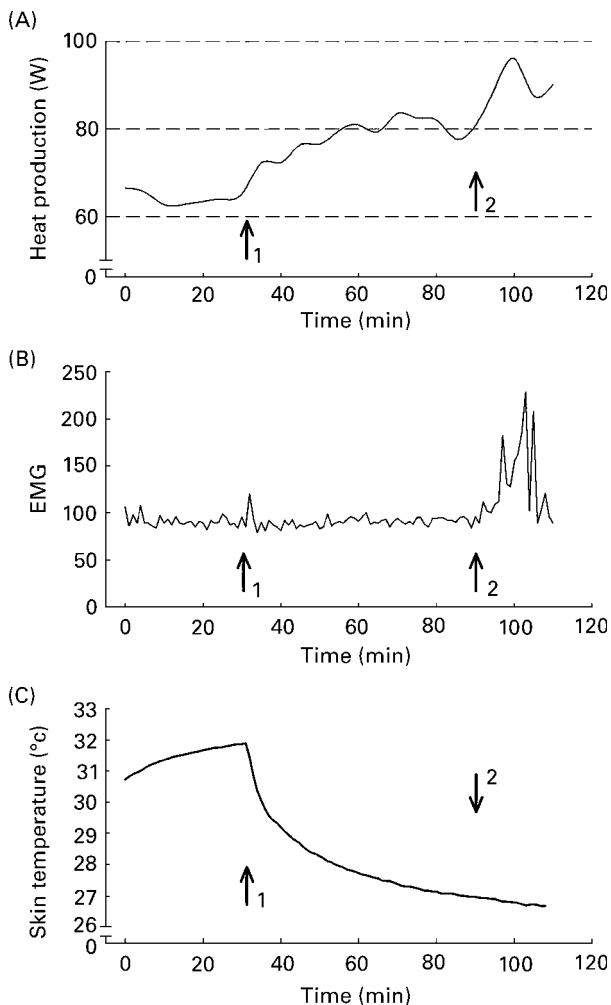 (A)
Heat production (W)
100
80
60
0
1
2
0 20 40 60 80 100 120
Time (min)
(B)
EMG
250
200
150
100
50
0
1
2
0 20 40 60 80 100 120
Time (min)
(C)
Skin temperature (°c)
33
32
31
30
29
28
27
26
0
2
1
0 20 40 60 80 100 120
Time (min)